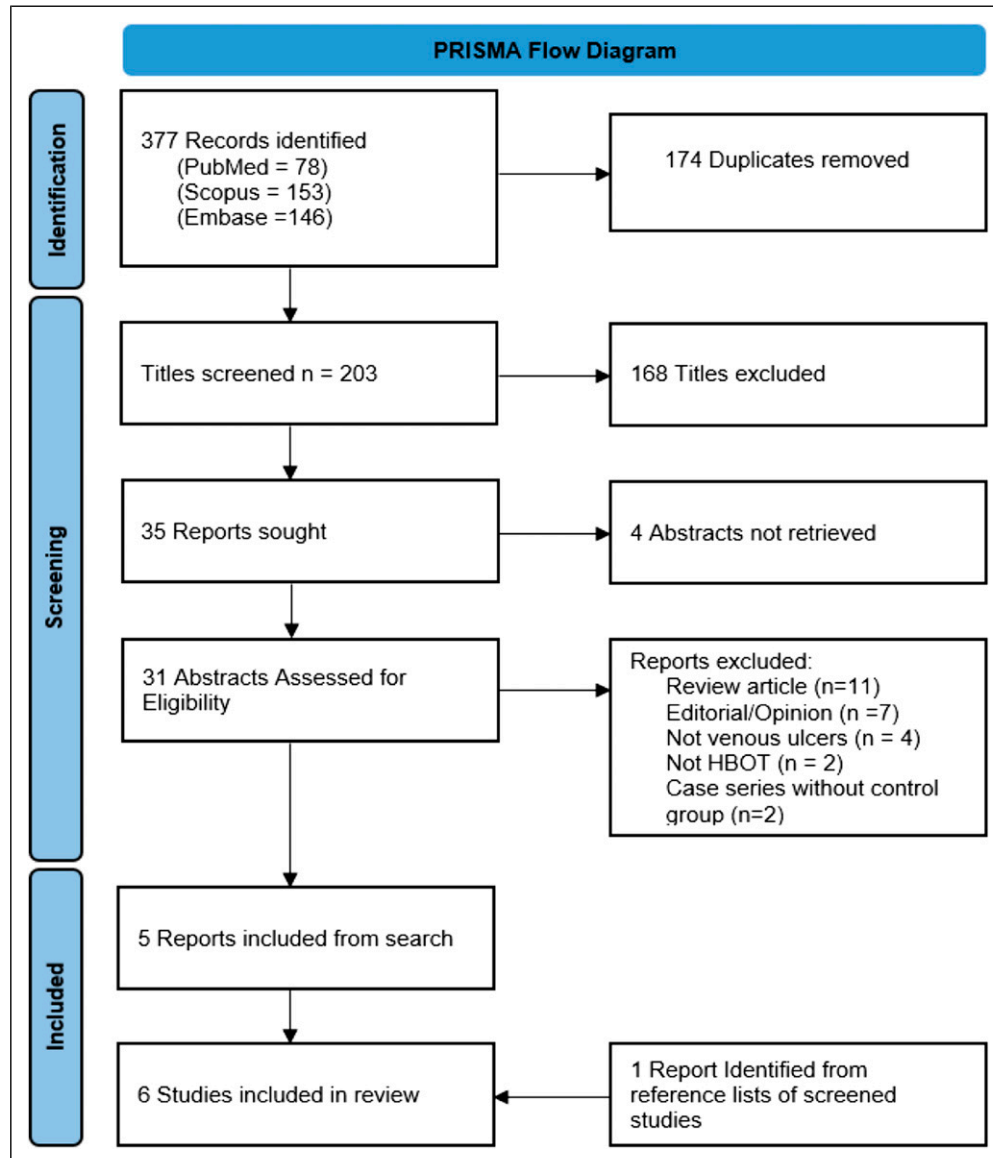 PRISMA Flow Diagram
Identification
377 Records identified
(PubMed = 78)
(Scopus = 153)
(Embase =146)
174 Duplicates removed
Screening
Titles screened n = 203
168 Titles excluded
35 Reports sought
4 Abstracts not retrieved
31 Abstracts Assessed for
Eligibility
Reports excluded:
Review article (n=11)
Editorial/Opinion (n =7)
Not venous ulcers (n = 4)
Not HBOT (n = 2)
Case series without control
group (n=2)
Included
5 Reports included from search
6 Studies included in review
1 Report Identified from
reference lists of screened
studies